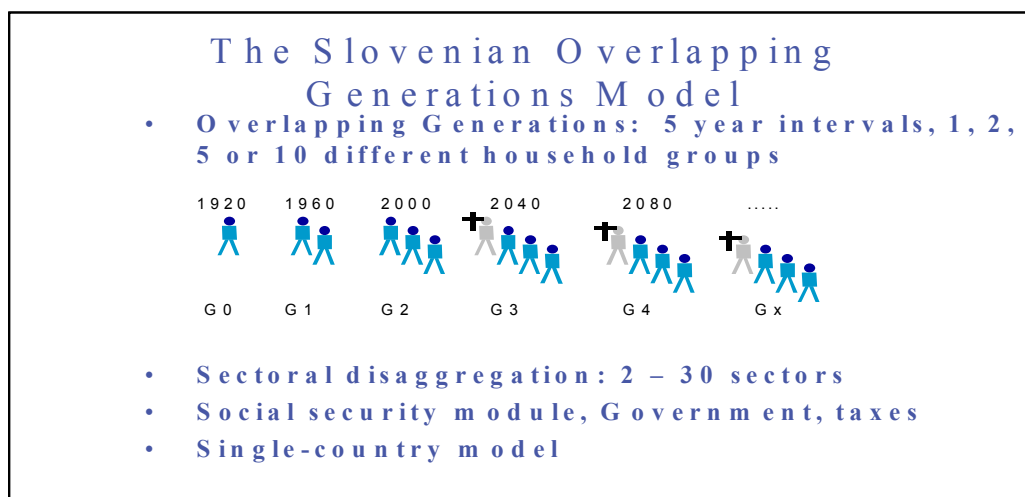 The Slovenian Overlapping
Generations Model
• Overlapping Generations: 5 year intervals, 1, 2,
5 or 10 different household groups
1920 1960 2000 2040 2080 .....
G0 G1 G2 G3 G4 Gx
• Sectoral disaggregation: 2 – 30 sectors
• Social security module, Government, taxes
• Single-country model